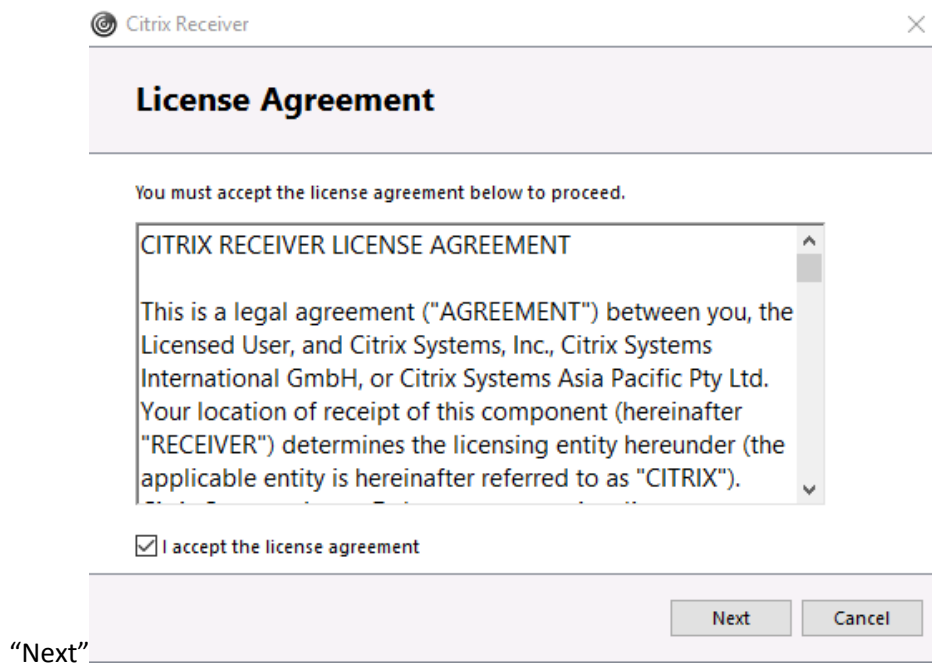 Citrix Receiver
License Agreement
You must accept the license agreement below to proceed.
CITRIX RECEIVER LICENSE AGREEMENT
This is a legal agreement ("AGREEMENT") between you, the
Licensed User, and Citrix Systems, Inc., Citrix Systems
International GmbH, or Citrix Systems Asia Pacific Pty Ltd.
Your location of receipt of this component (hereinafter
"RECEIVER") determines the licensing entity hereunder (the
applicable entity is hereinafter referred to as "CITRIX").
I accept the license agreement
Next Cancel
“Next”